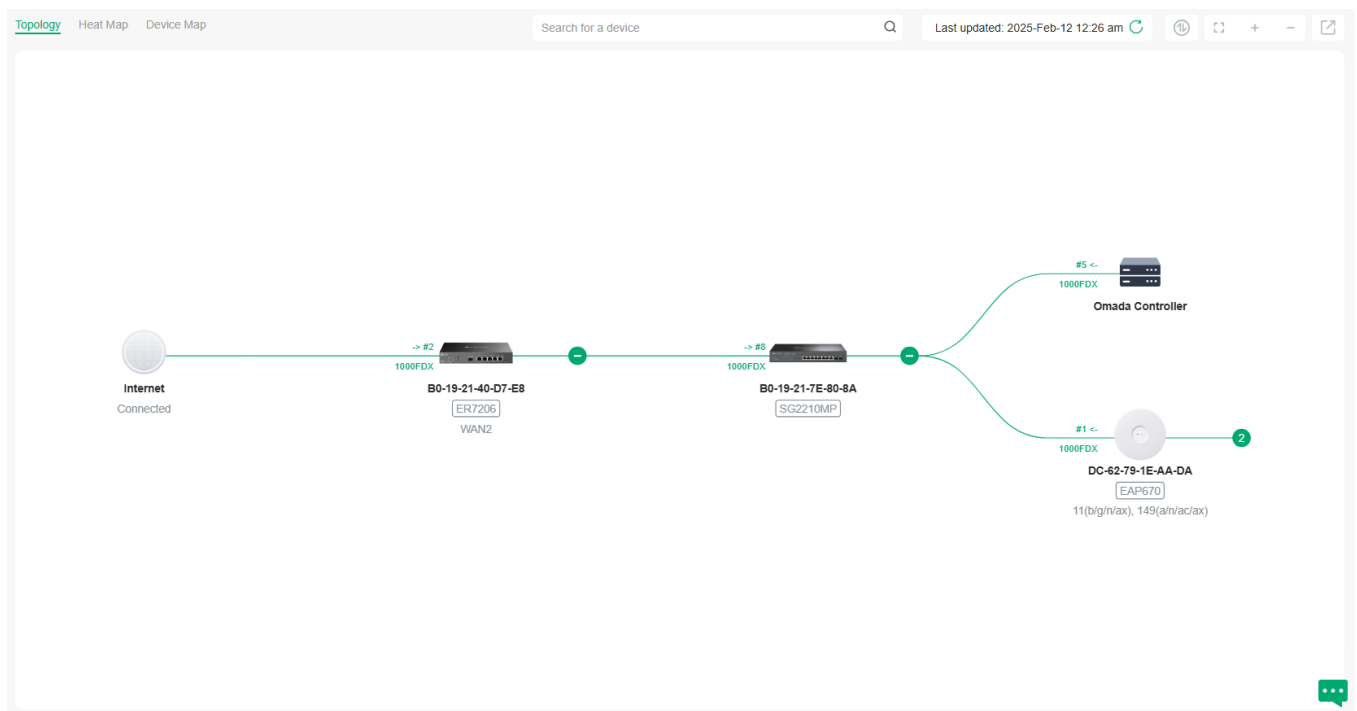 Topology Heat Map Device Map Search for a device Last updated: 2025-Feb-12 12:26 am
#5 <-
1000FDX
Omada Controller
-> #2
1000FDX
-> #8
1000FDX
Internet
Connected
B0-19-21-40-D7-E8
ER7206
WAN2
B0-19-21-7E-80-8A
SG2210MP
#1 <-
1000FDX
2
DC-62-79-1E-AA-DA
EAP670
11(b/g/n/ax), 149(a/n/ac/ax)